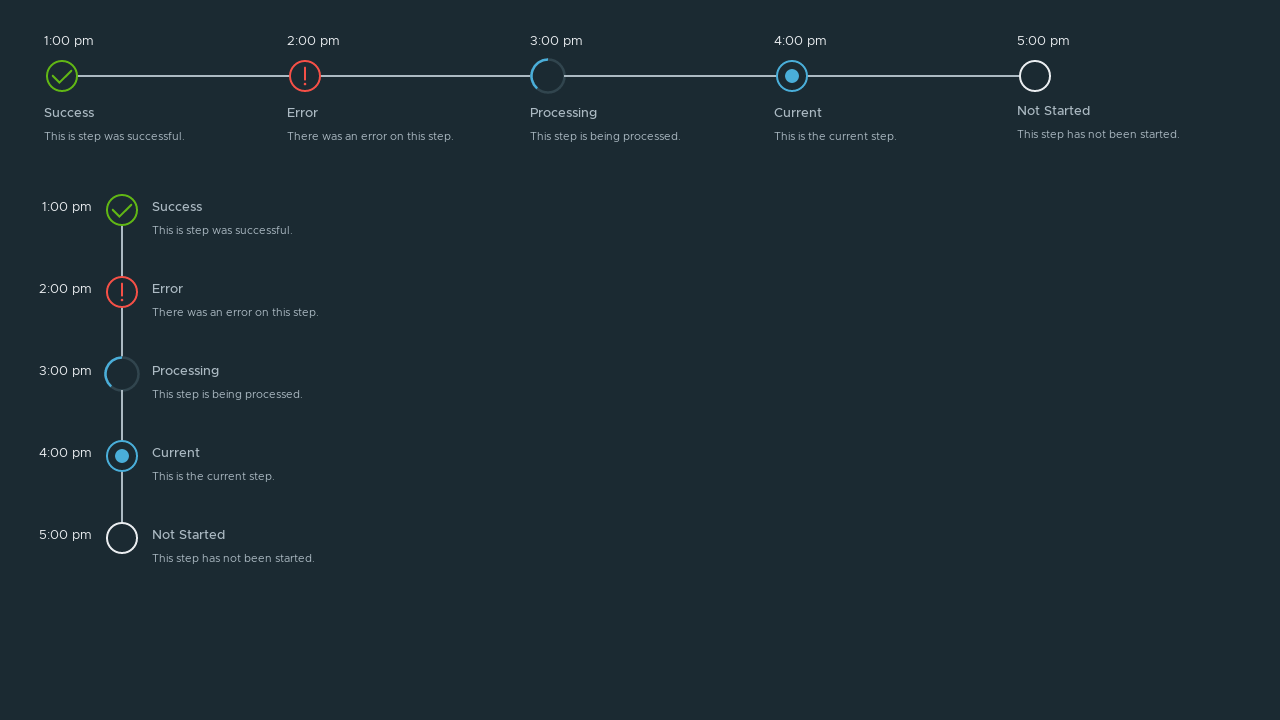 1:00 pm 2:00 pm 3:00 pm 4:00 pm 5:00 pm
Success Error Processing Current Not Started
This is step was successful. There was an error on this step. This step is being processed. This is the current step. This step has not been started.
1:00 pm Success
This is step was successful.
2:00 pm Error
There was an error on this step.
3:00 pm Processing
This step is being processed.
4:00 pm Current
This is the current step.
5:00 pm Not Started
This step has not been started.